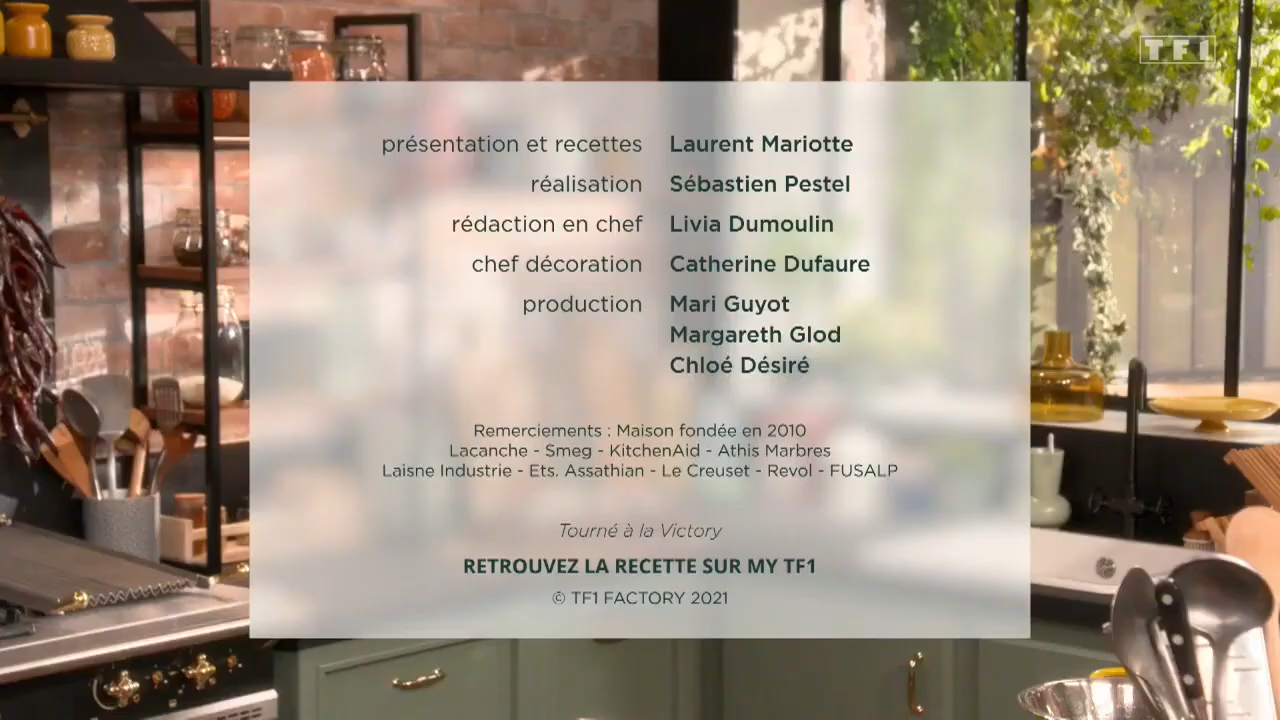 TF1
présentation et recettes Laurent Mariotte
réalisation Sébastien Pestel
rédaction en chef Livia Dumoulin
chef décoration Catherine Dufaure
production Mari Guyot
Margareth Glod
Chloé Désiré
Remerciements : Maison fondée en 2010
Lacanche - Smeg - KitchenAid - Athis Marbres
Laisne Industrie - Ets. Assathian - Le Creuset - Revol - FUSALP
Tourné à la Victory
RETROUVEZ LA RECETTE SUR MY TF1
© TF1 FACTORY 2021